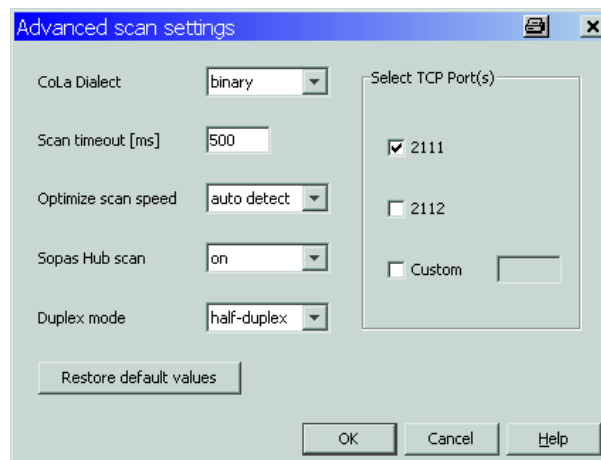 Advanced scan settings
CoLa Dialect
binary
Scan timeout [ms]
500
Optimize scan speed
auto detect
Sopas Hub scan
on
Duplex mode
half-duplex
Restore default values
Select TCP Port(s)
2111
2112
Custom
OK
Cancel
Help